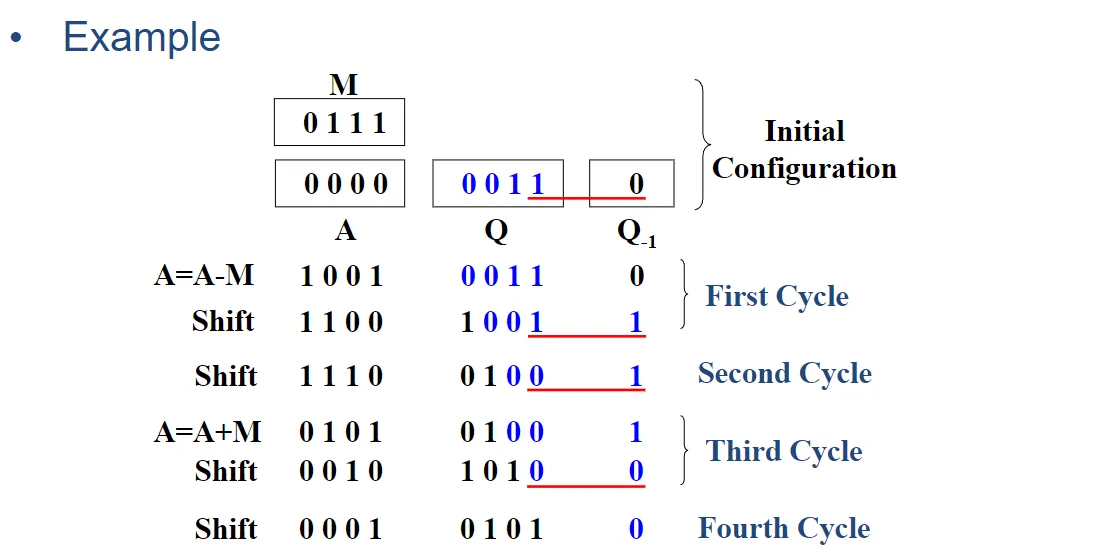 • Example
M
0 1 1 1
Initial
Configuration
0 0 0 0 0 0 1 1 0
A Q Q-1
A=A-M 1 0 0 1 0 0 1 1 0
First Cycle
Shift 1 1 0 0 1 0 0 1 1
Shift 1 1 1 0 0 1 0 0 1 Second Cycle
A=A+M 0 1 0 1 0 1 0 0 1
Third Cycle
Shift 0 0 1 0 1 0 1 0 0
Shift 0 0 0 1 0 1 0 1 0 Fourth Cycle